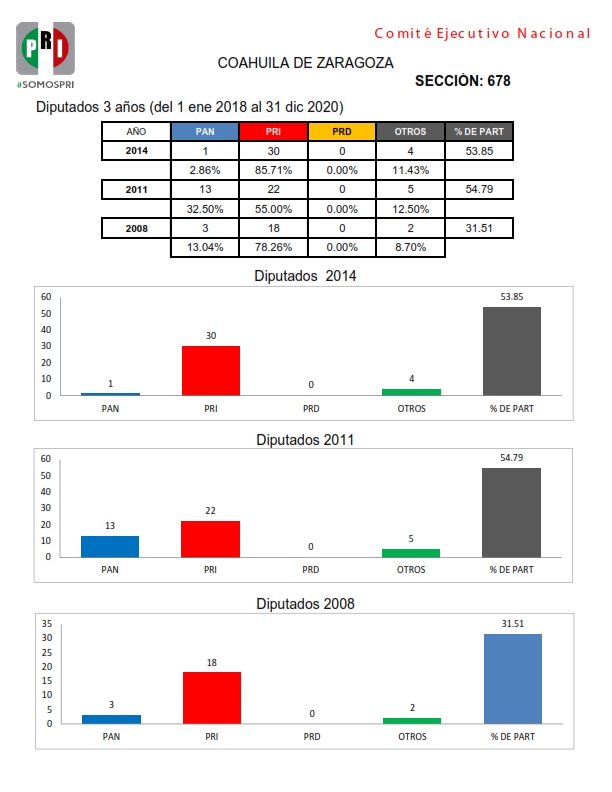 PRI
#SOMOSPRI
Comité Ejecutivo Nacional
COAHUILA DE ZARAGOZA
SECCIÓN: 678
Diputados 3 años (del 1 ene 2018 al 31 dic 2020)
AÑO PAN PRI PRD OTROS % DE PART
2014 1 30 0 4 53.85
2.86% 85.71% 0.00% 11.43%
2011 13 22 0 5 54.79
32.50% 55.00% 0.00% 12.50%
2008 3 18 0 2 31.51
13.04% 78.26% 0.00% 8.70%
Diputados 2014
60
50
40
30
20
10
0
1 30 0 4 53.85
PAN PRI PRD OTROS % DE PART
Diputados 2011
60
50
40
30
20
10
0
13 22 0 5 54.79
PAN PRI PRD OTROS % DE PART
Diputados 2008
35
30
25
20
15
10
5
0
3 18 0 2 31.51
PAN PRI PRD OTROS % DE PART